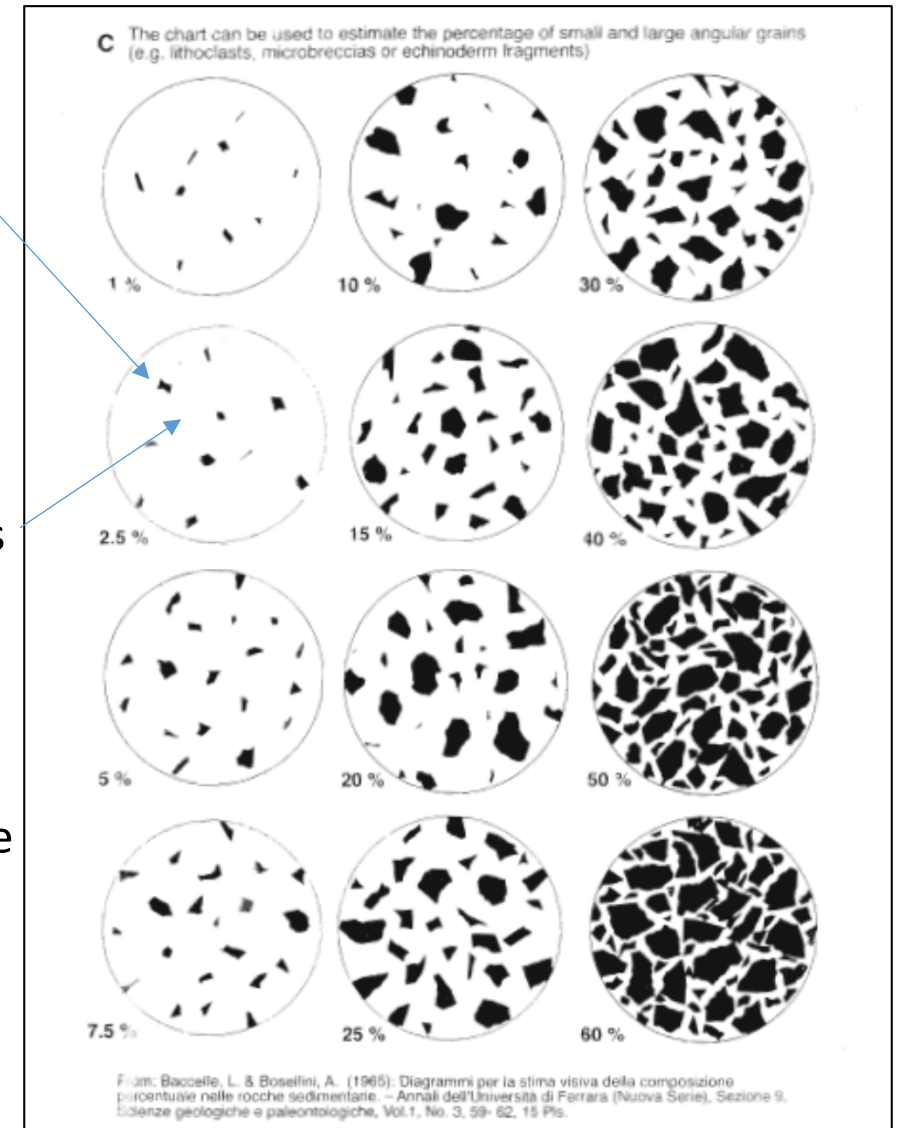 C The chart can be used to estimate the percentage of small and large angular grains
(e.g. lithoclasts, microbreccias or echinoderm fragments)
1 %
10 %
30 %
2.5 %
15 %
40 %
s
5 %
20 %
50 %
e
7.5 %
25 %
60 %
From: Baccelle, L. & Bosellini, A. (1965): Diagrammi per la stima visiva della composizione
percentuale nelle rocche sedimentarie. – Annali dell'Università di Ferrara (Nuova Serie), Sezione 9,
Scienze geologiche e paleontologiche, Vol.1, No. 3, 59- 62, 15 Pls.